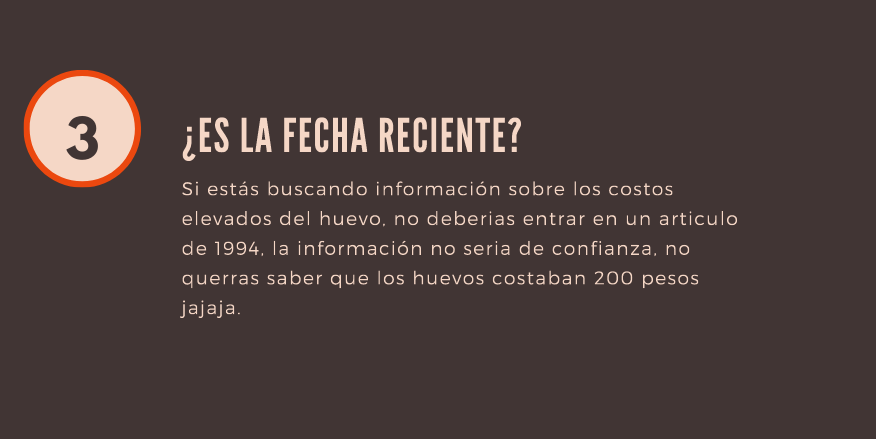 3
¿ES LA FECHA RECIENTE?
Si estás buscando información sobre los costos
elevados del huevo, no deberias entrar en un articulo
de 1994, la información no seria de confianza, no
querras saber que los huevos costaban 200 pesos
jajaja.